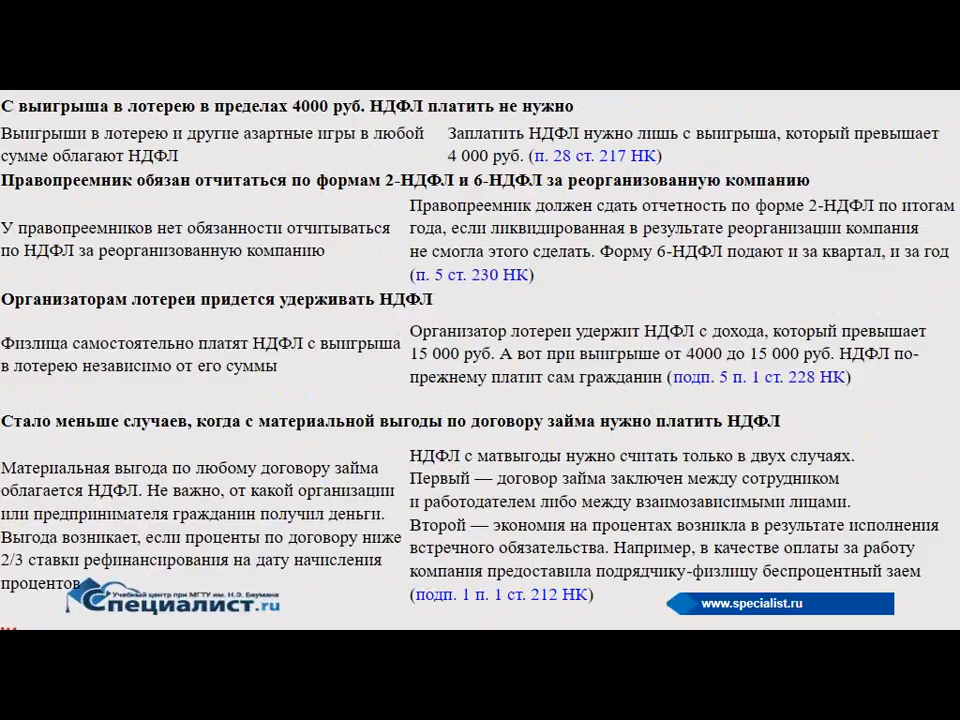 С выигрыша в лотерею в пределах 4000 руб. НДФЛ платить не нужно
Выигрыши в лотерею и другие азартные игры в любой
сумме облагают НДФЛ
Заплатить НДФЛ нужно лишь с выигрыша, который превышает
4 000 руб. (п. 28 ст. 217 НК)
Правопреемник обязан отчитаться по формам 2-НДФЛ и 6-НДФЛ за реорганизованную компанию
У правопреемников нет обязанности отчитываться
по НДФЛ за реорганизованную компанию
Правопреемник должен сдать отчетность по форме 2-НДФЛ по итогам
года, если ликвидированная в результате реорганизации компания
не смогла этого сделать. Форму 6-НДФЛ подают и за квартал, и за год
(п. 5 ст. 230 НК)
Организаторам лотереи придется удерживать НДФЛ
Физлица самостоятельно платят НДФЛ с выигрыша
в лотерею независимо от его суммы
Организатор лотереи удержит НДФЛ с дохода, который превышает
15 000 руб. А вот при выигрыше от 4000 до 15 000 руб. НДФЛ по-
прежнему платит сам гражданин (подп. 5 п. 1 ст. 228 НК)
Стало меньше случаев, когда с материальной выгоды по договору займа нужно платить НДФЛ
Материальная выгода по любому договору займа
облагается НДФЛ. Не важно, от какой организации
или предпринимателя гражданин получил деньги.
Выгода возникает, если проценты по договору ниже
2/3 ставки рефинансирования на дату начисления
процентов
НДФЛ с матвыгоды нужно считать только в двух случаях.
Первый — договор займа заключен между сотрудником
и работодателем либо между взаимозависимыми лицами.
Второй — экономия на процентах возникла в результате исполнения
встречного обязательства. Например, в качестве оплаты за работу
компания предоставила подрядчику-физлицу беспроцентный заем
(подп. 1 п. 1 ст. 212 НК)
Учебный центр при МГТУ им. Н.Э. Баумана
Специалист.ru
www.specialist.ru